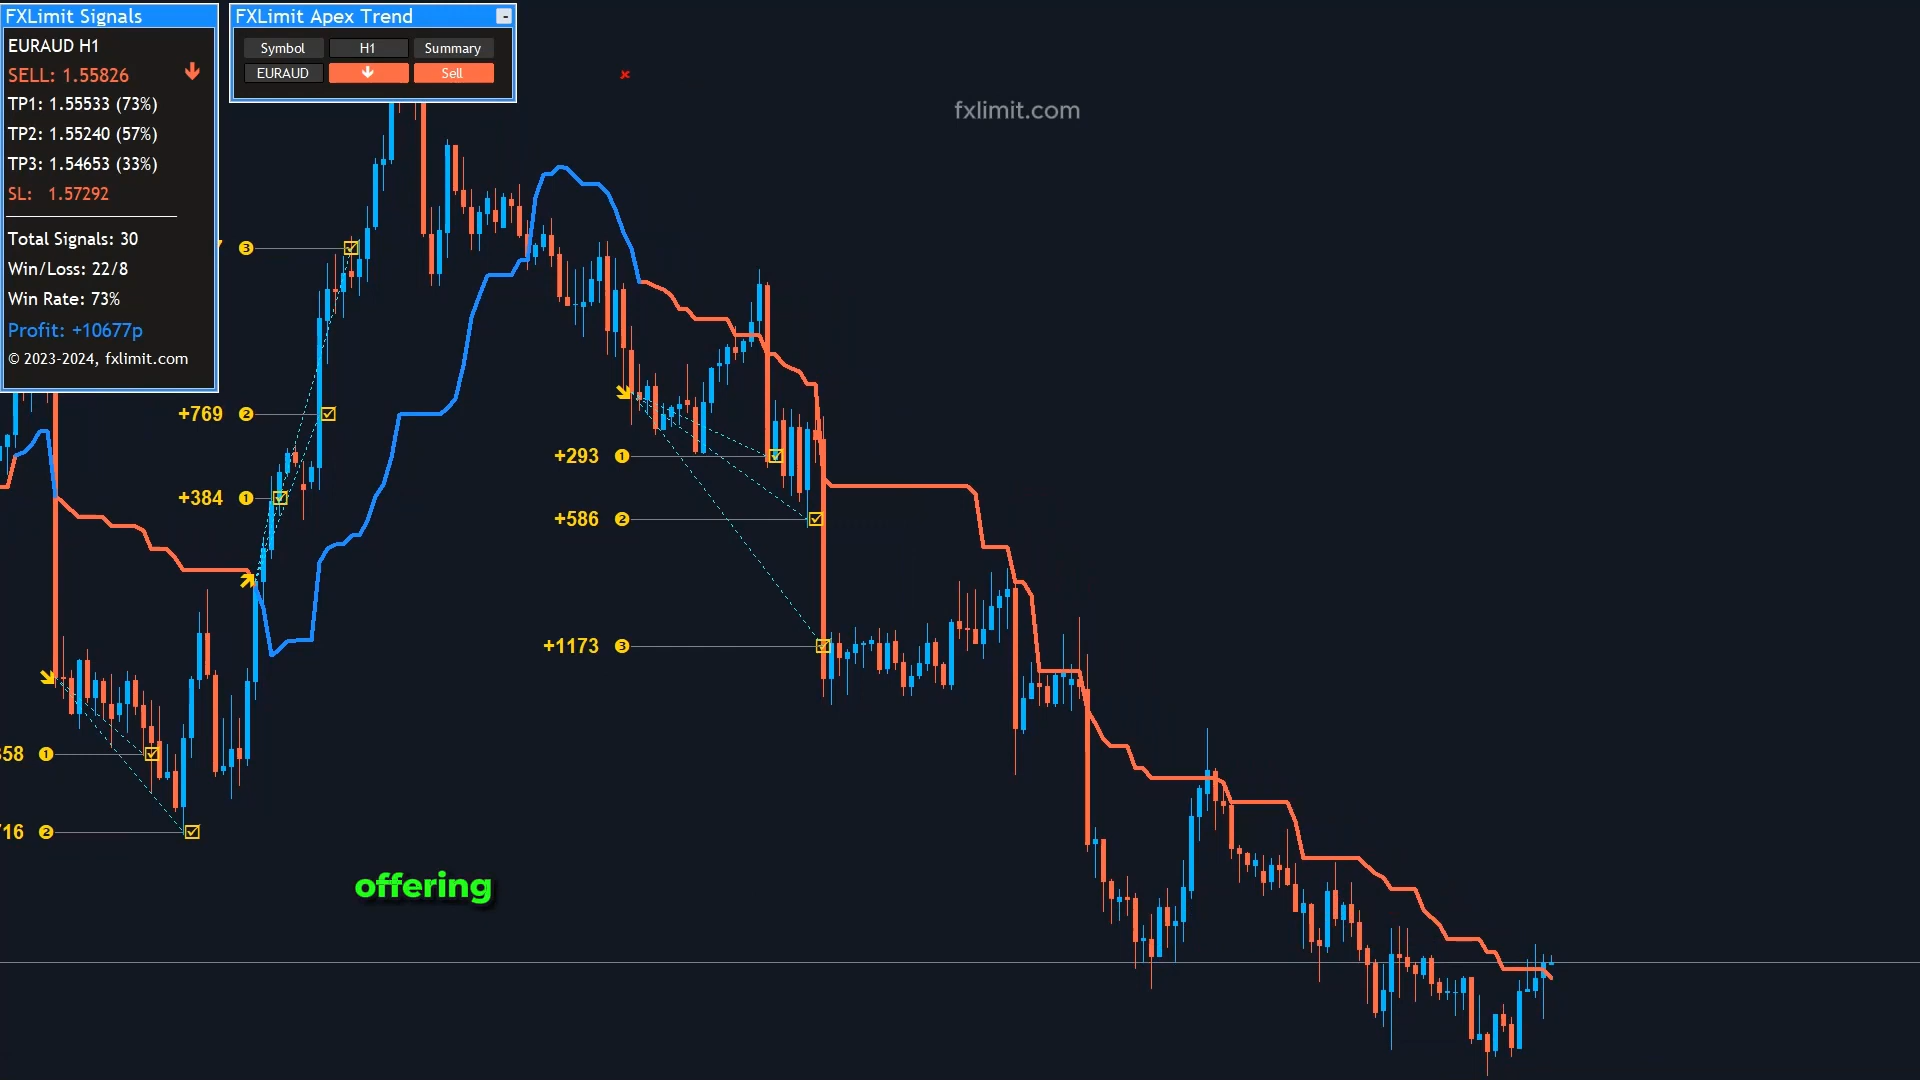 FXLimit Signals
EURAUD H1
SELL: 1.55826
TP1: 1.55533 (73%)
TP2: 1.55240 (57%)
TP3: 1.54653 (33%)
SL: 1.57292
Total Signals: 30
Win/Loss: 22/8
Win Rate: 73%
Profit: +10677p
© 2023-2024, fxlimit.com
FXLimit Apex Trend
-
Symbol H1 Summary
EURAUD Sell
fxlimit.com
3
+769 2
+384 1
+293 1
+586 2
+1173 3
58 1
16 2
offering